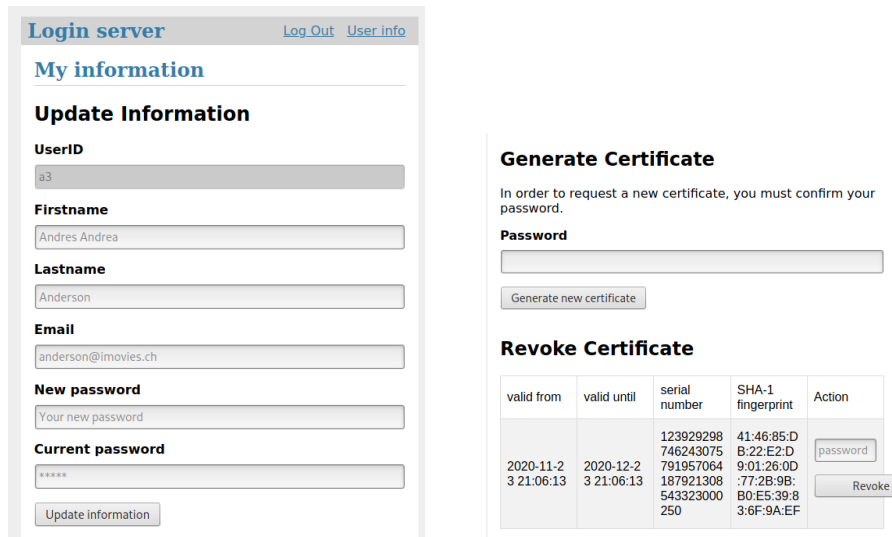 Login server
Log Out User info
My information
Update Information
UserID
a3
Firstname
Andres Andrea
Lastname
Anderson
Email
anderson@imovies.ch
New password
Your new password
Current password
*****
Update information
Generate Certificate
In order to request a new certificate, you must confirm your
password.
Password
Generate new certificate
Revoke Certificate
valid from
valid until
serial
number
SHA-1
fingerprint
Action
2020-11-2
3 21:06:13
2020-12-2
3 21:06:13
123929298
746243075
791957064
187921308
543323000
250
41:46:85:D
B:22:E2:D
9:01:26:0D
:77:2B:9B:
B0:E5:39:8
3:6F:9A:EF
password
Revoke